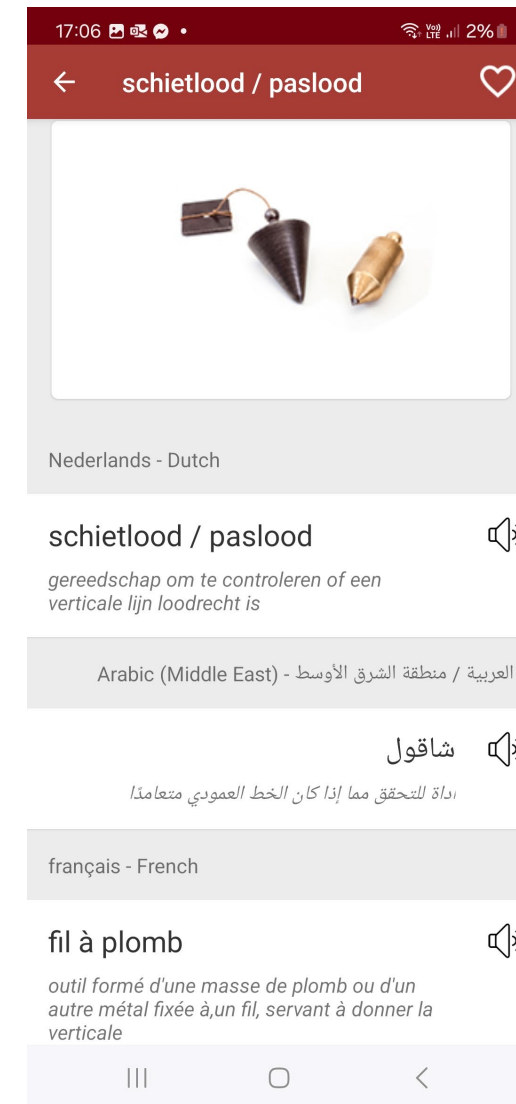 17:06 2%
Vo))
LTE
schietlood / paslood
Nederlands - Dutch
schietlood / paslood
gereedschap om te controleren of een
verticale lijn loodrecht is
العربية / منطقة الشرق الأوسط - Arabic (Middle East)
شاقول
اداة للتحقق مما إذا كان الخط العمودي متعامدًا
français - French
fil à plomb
outil formé d'une masse de plomb ou d'un
autre métal fixée à,un fil, servant à donner la
verticale